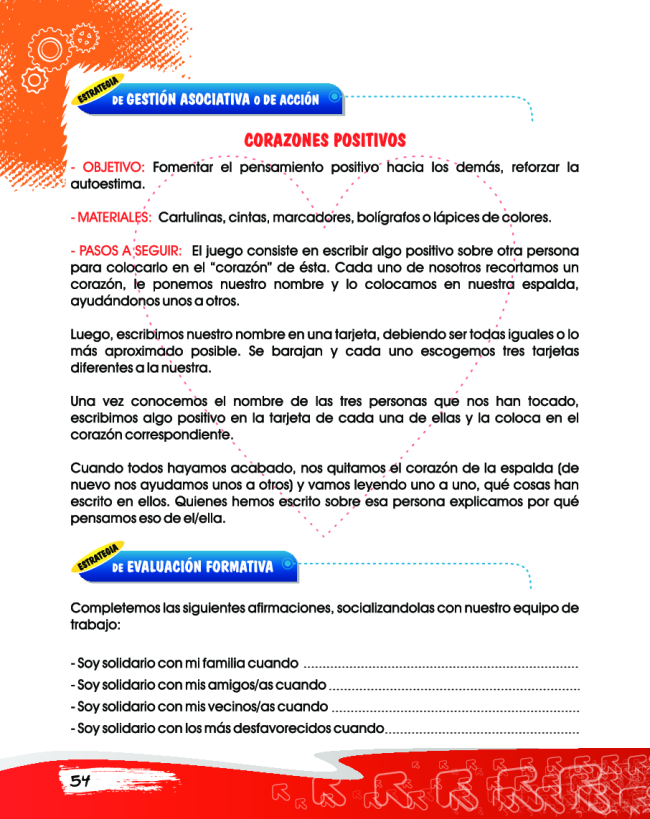 ESTRATEGIA
DE GESTIÓN ASOCIATIVA O DE ACCIÓN
CORAZONES POSITIVOS
- OBJETIVO: Fomentar el pensamiento positivo hacia los demás, reforzar la
autoestima.
- MATERIALES: Cartulinas, cintas, marcadores, bolígrafos o lápices de colores.
- PASOS A SEGUIR: El juego consiste en escribir algo positivo sobre otra persona
para colocarlo en el “corazón” de ésta. Cada uno de nosotros recortamos un
corazón, le ponemos nuestro nombre y lo colocamos en nuestra espalda,
ayudándonos unos a otros.
Luego, escribimos nuestro nombre en una tarjeta, debiendo ser todas iguales o lo
más aproximado posible. Se barajan y cada uno escogemos tres tarjetas
diferentes a la nuestra.
Una vez conocemos el nombre de las tres personas que nos han tocado,
escribimos algo positivo en la tarjeta de cada una de ellas y la coloca en el
corazón correspondiente.
Cuando todos hayamos acabado, nos quitamos el corazón de la espalda (de
nuevo nos ayudamos unos a otros) y vamos leyendo uno a uno, qué cosas han
escrito en ellos. Quienes hemos escrito sobre esa persona explicamos por qué
pensamos eso de el/ella.
ESTRATEGIA
DE EVALUACIÓN FORMATIVA
Completemos las siguientes afirmaciones, socializandolas con nuestro equipo de
trabajo:
- Soy solidario con mi familia cuando ................................................................
- Soy solidario con mis amigos/as cuando ..........................................................
- Soy solidario con mis vecinos/as cuando ..........................................................
- Soy solidario con los más desfavorecidos cuando.............................................
54